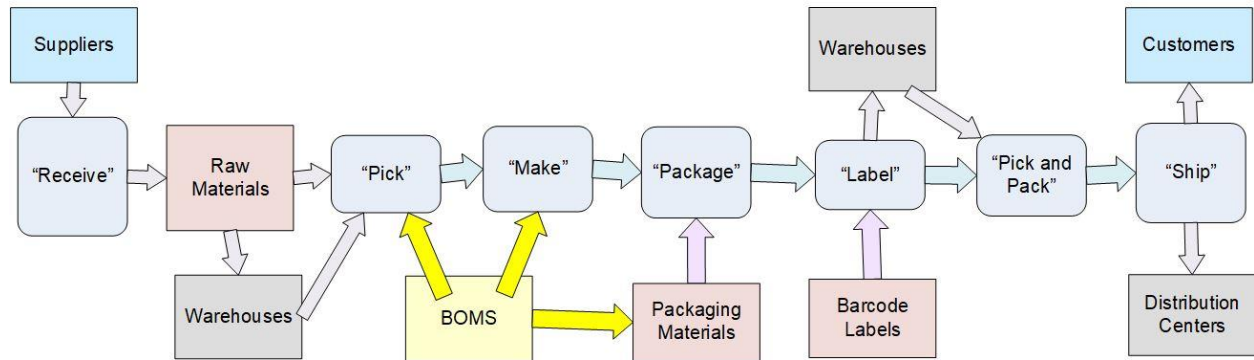 Suppliers
Warehouses
Customers
“Receive”
Raw
Materials
“Pick”
“Make”
“Package”
“Label”
“Pick and
Pack”
“Ship”
Warehouses
BOMS
Packaging
Materials
Barcode
Labels
Distribution
Centers